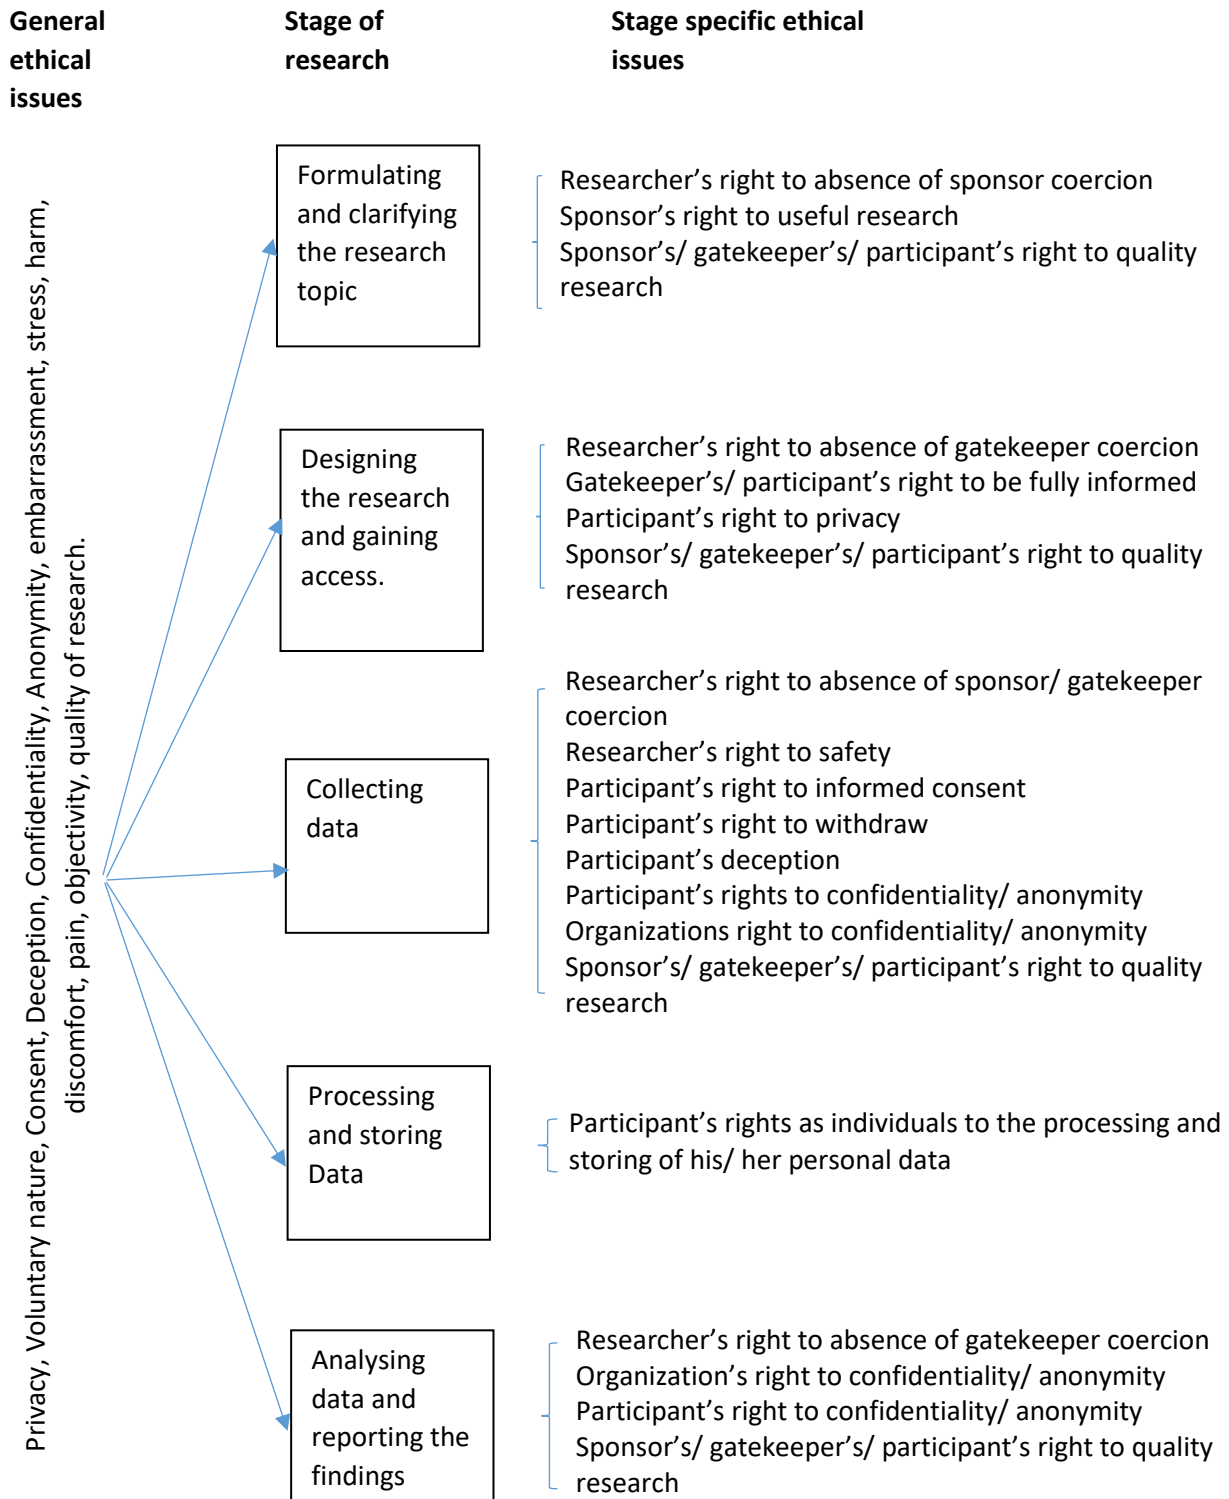 General
ethical
issues
Stage of
research
Stage specific ethical
issues
Privacy, Voluntary nature, Consent, Deception, Confidentiality, Anonymity, embarrassment, stress, harm,
discomfort, pain, objectivity, quality of research.
Formulating
and clarifying
the research
topic
Researcher’s right to absence of sponsor coercion
Sponsor’s right to useful research
Sponsor’s/ gatekeeper’s/ participant’s right to quality
research
Designing
the research
and gaining
access.
Researcher’s right to absence of gatekeeper coercion
Gatekeeper’s/ participant’s right to be fully informed
Participant’s right to privacy
Sponsor’s/ gatekeeper’s/ participant’s right to quality
research
Collecting
data
Researcher’s right to absence of sponsor/ gatekeeper
coercion
Researcher’s right to safety
Participant’s right to informed consent
Participant’s right to withdraw
Participant’s deception
Participant’s rights to confidentiality/ anonymity
Organizations right to confidentiality/ anonymity
Sponsor’s/ gatekeeper’s/ participant’s right to quality
research
Processing
and storing
Data
Participant’s rights as individuals to the processing and
storing of his/ her personal data
Analysing
data and
reporting the
findings
Researcher’s right to absence of gatekeeper coercion
Organization’s right to confidentiality/ anonymity
Participant’s right to confidentiality/ anonymity
Sponsor’s/ gatekeeper’s/ participant’s right to quality
research